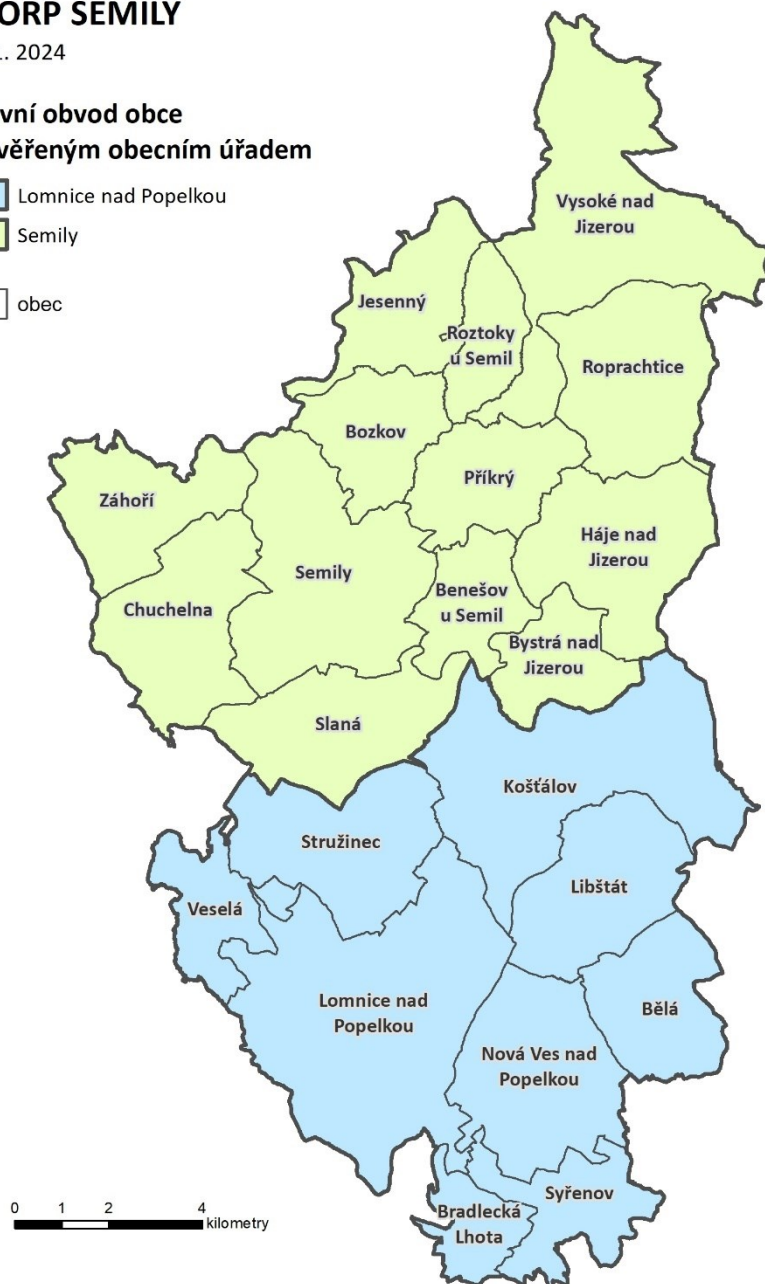 ORP SEMILY
1. 2024
vní obvod obce
věřeným obecním úřadem
Lomnice nad Popelkou
Semily
obec
Vysoké nad
Jizerou
Jesenný
Roztoky
u Semil
Roprachtice
Bozkov
Příkrý
Záhoří
Háje nad
Jizerou
Semily
Benešov
u Semil
Chuchelna
Bystrá nad
Jizerou
Slaná
Košťálov
Stružinec
Libštát
Veselá
Lomnice nad
Popelkou
Bělá
Nová Ves nad
Popelkou
Syřenov
Bradlecká
Lhota
0 1 2 4
kilometry